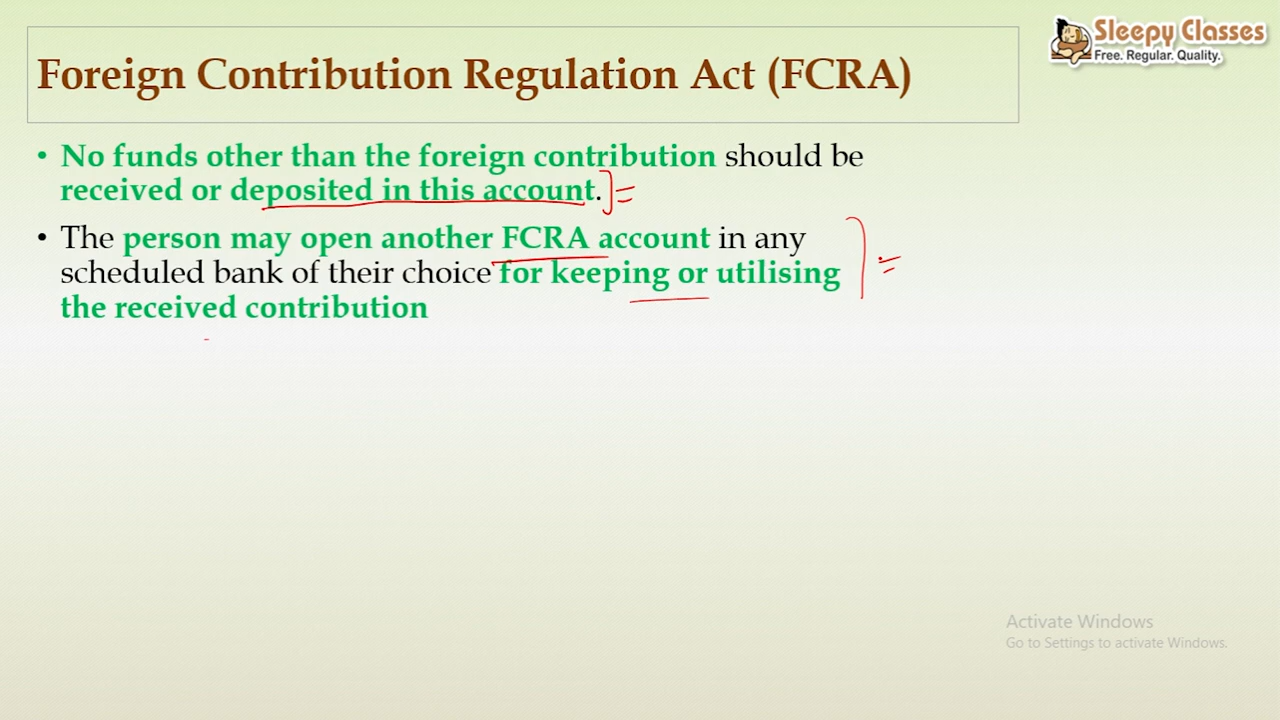 Sleepy Classes
Free. Regular. Quality.
Foreign Contribution Regulation Act (FCRA)
• No funds other than the foreign contribution should be
received or deposited in this account.
• The person may open another FCRA account in any
scheduled bank of their choice for keeping or utilising
the received contribution
Activate Windows
Go to Settings to activate Windows.